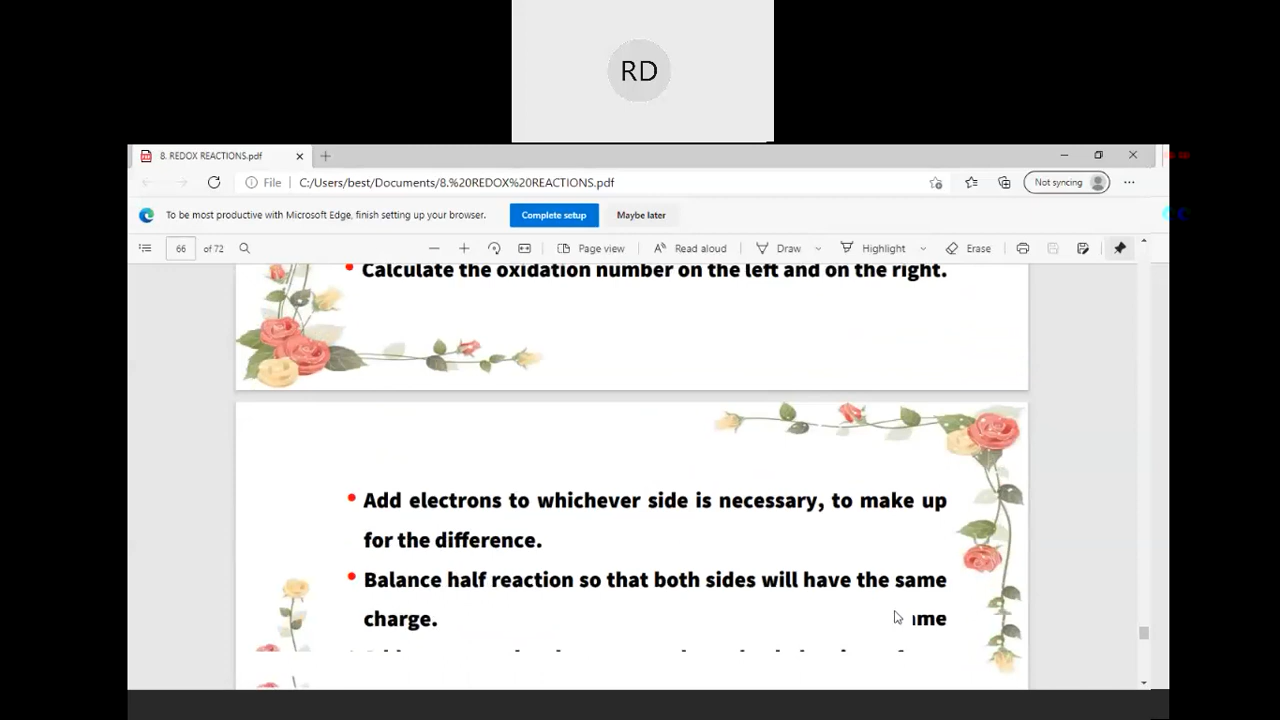 RD
8. REDOX REACTIONS.pdf
File C:/Users/best/Documents/8.%20REDOX%20REACTIONS.pdf
Not syncing
To be most productive with Microsoft Edge, finish setting up your browser. Complete setup Maybe later
66 of 72 Page view Read aloud Draw Highlight Erase
• Calculate the oxidation number on the left and on the right.
• Add electrons to whichever side is necessary, to make up
for the difference.
• Balance half reaction so that both sides will have the same
charge.